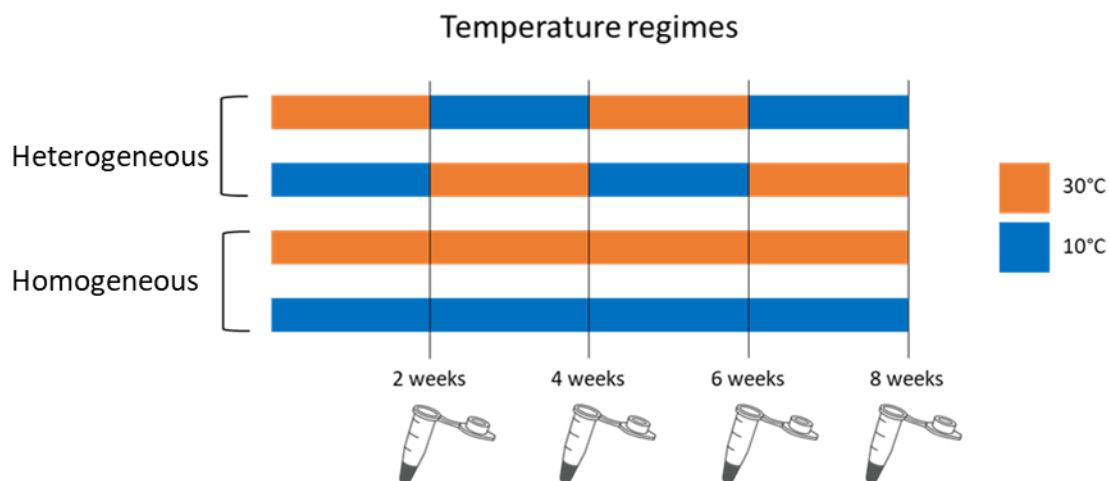 Temperature regimes
Heterogeneous
Homogeneous
30°C
10°C
2 weeks
4 weeks
6 weeks
8 weeks